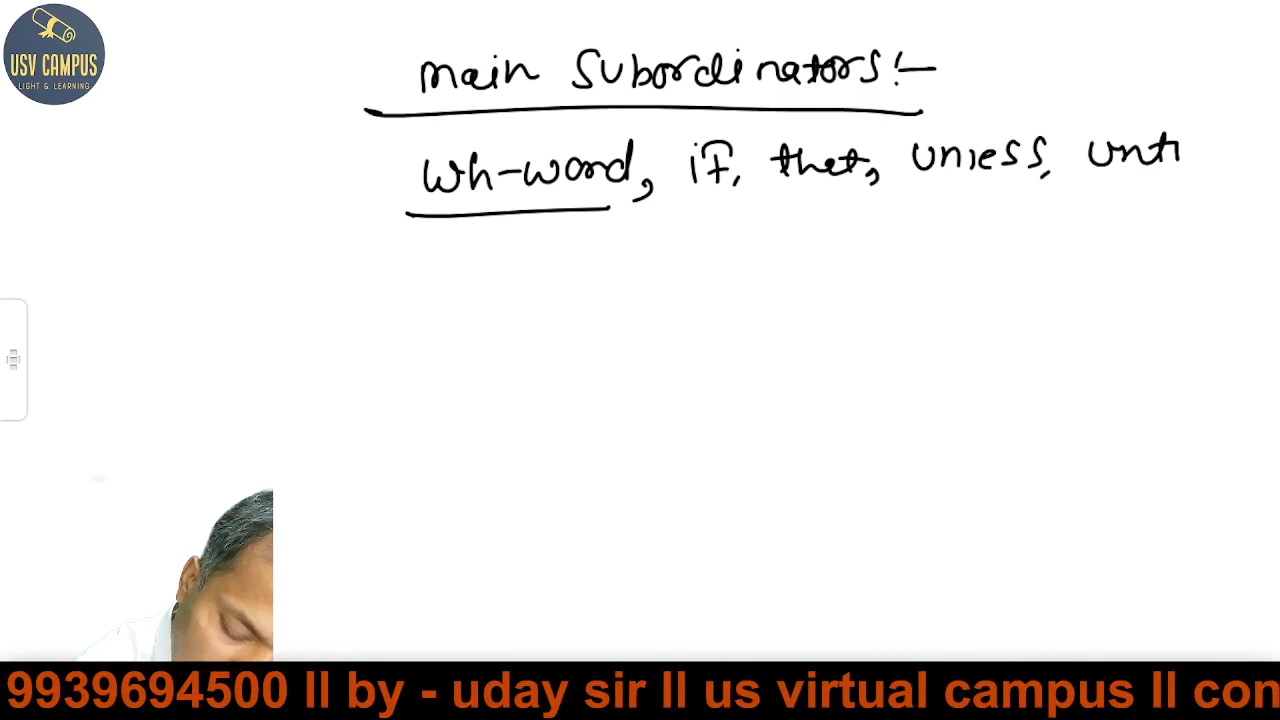 USV CAMPUS
LIGHT & LEARNING
main subordinators :-
wh-word, if, that, unless, unti
9939694500 ll by - uday sir ll us virtual campus ll con